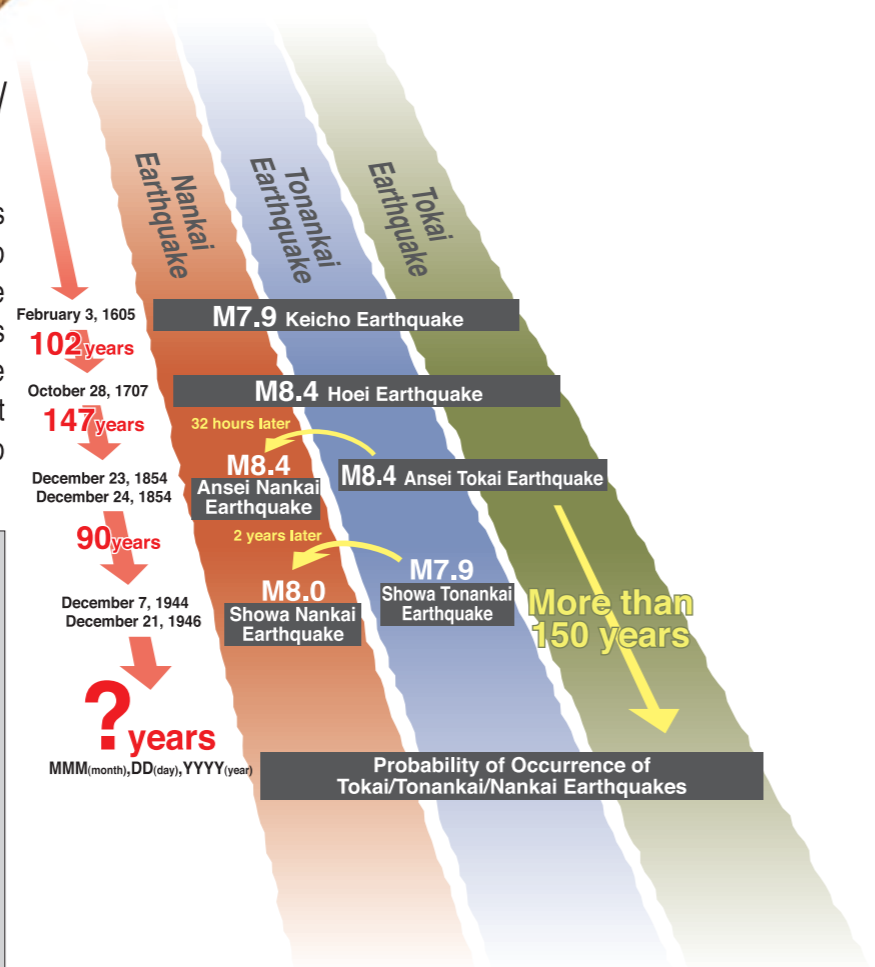 Nankai
Earthquake
Tonankai
Earthquake
Tokai
Earthquake
February 3, 1605
M7.9 Keicho Earthquake
102 years
October 28, 1707
M8.4 Hoei Earthquake
147 years
32 hours later
December 23, 1854
December 24, 1854
M8.4
Ansei Nankai
Earthquake
M8.4 Ansei Tokai Earthquake
90 years
2 years later
December 7, 1944
December 21, 1946
M8.0
Showa Nankai
Earthquake
M7.9
Showa Tonankai
Earthquake
More than
150 years
? years
MMM(month),DD(day),YYYY(year)
Probability of Occurrence of
Tokai/Tonankai/Nankai Earthquakes